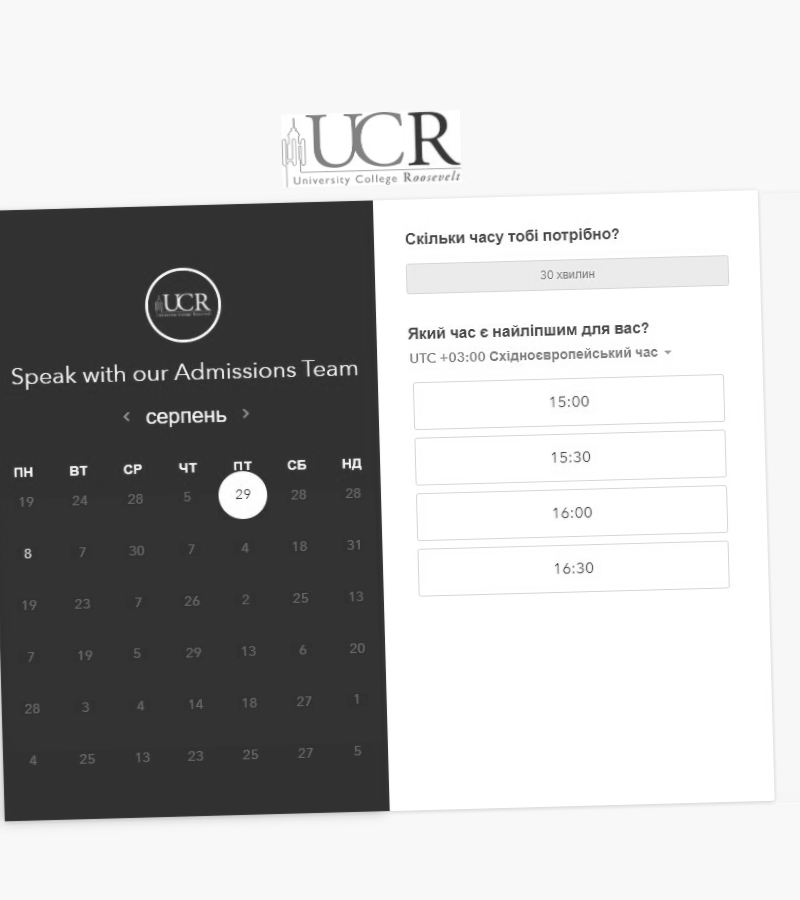 UCR
University College Roosevelt
UCR
Speak with our Admissions Team
серпень
ПН ВТ СР ЧТ ПТ СБ НД
19 24 28 5 29 28 28
8 7 30 7 4 18 31
19 23 7 26 2 25 13
7 19 5 29 13 6 20
28 3 4 14 18 27 1
4 25 13 23 25 27 5
Скільки часу тобі потрібно?
30 хвилин
Який час є найліпшим для вас?
UTC +03:00 Східноєвропейський час
15:00
15:30
16:00
16:30